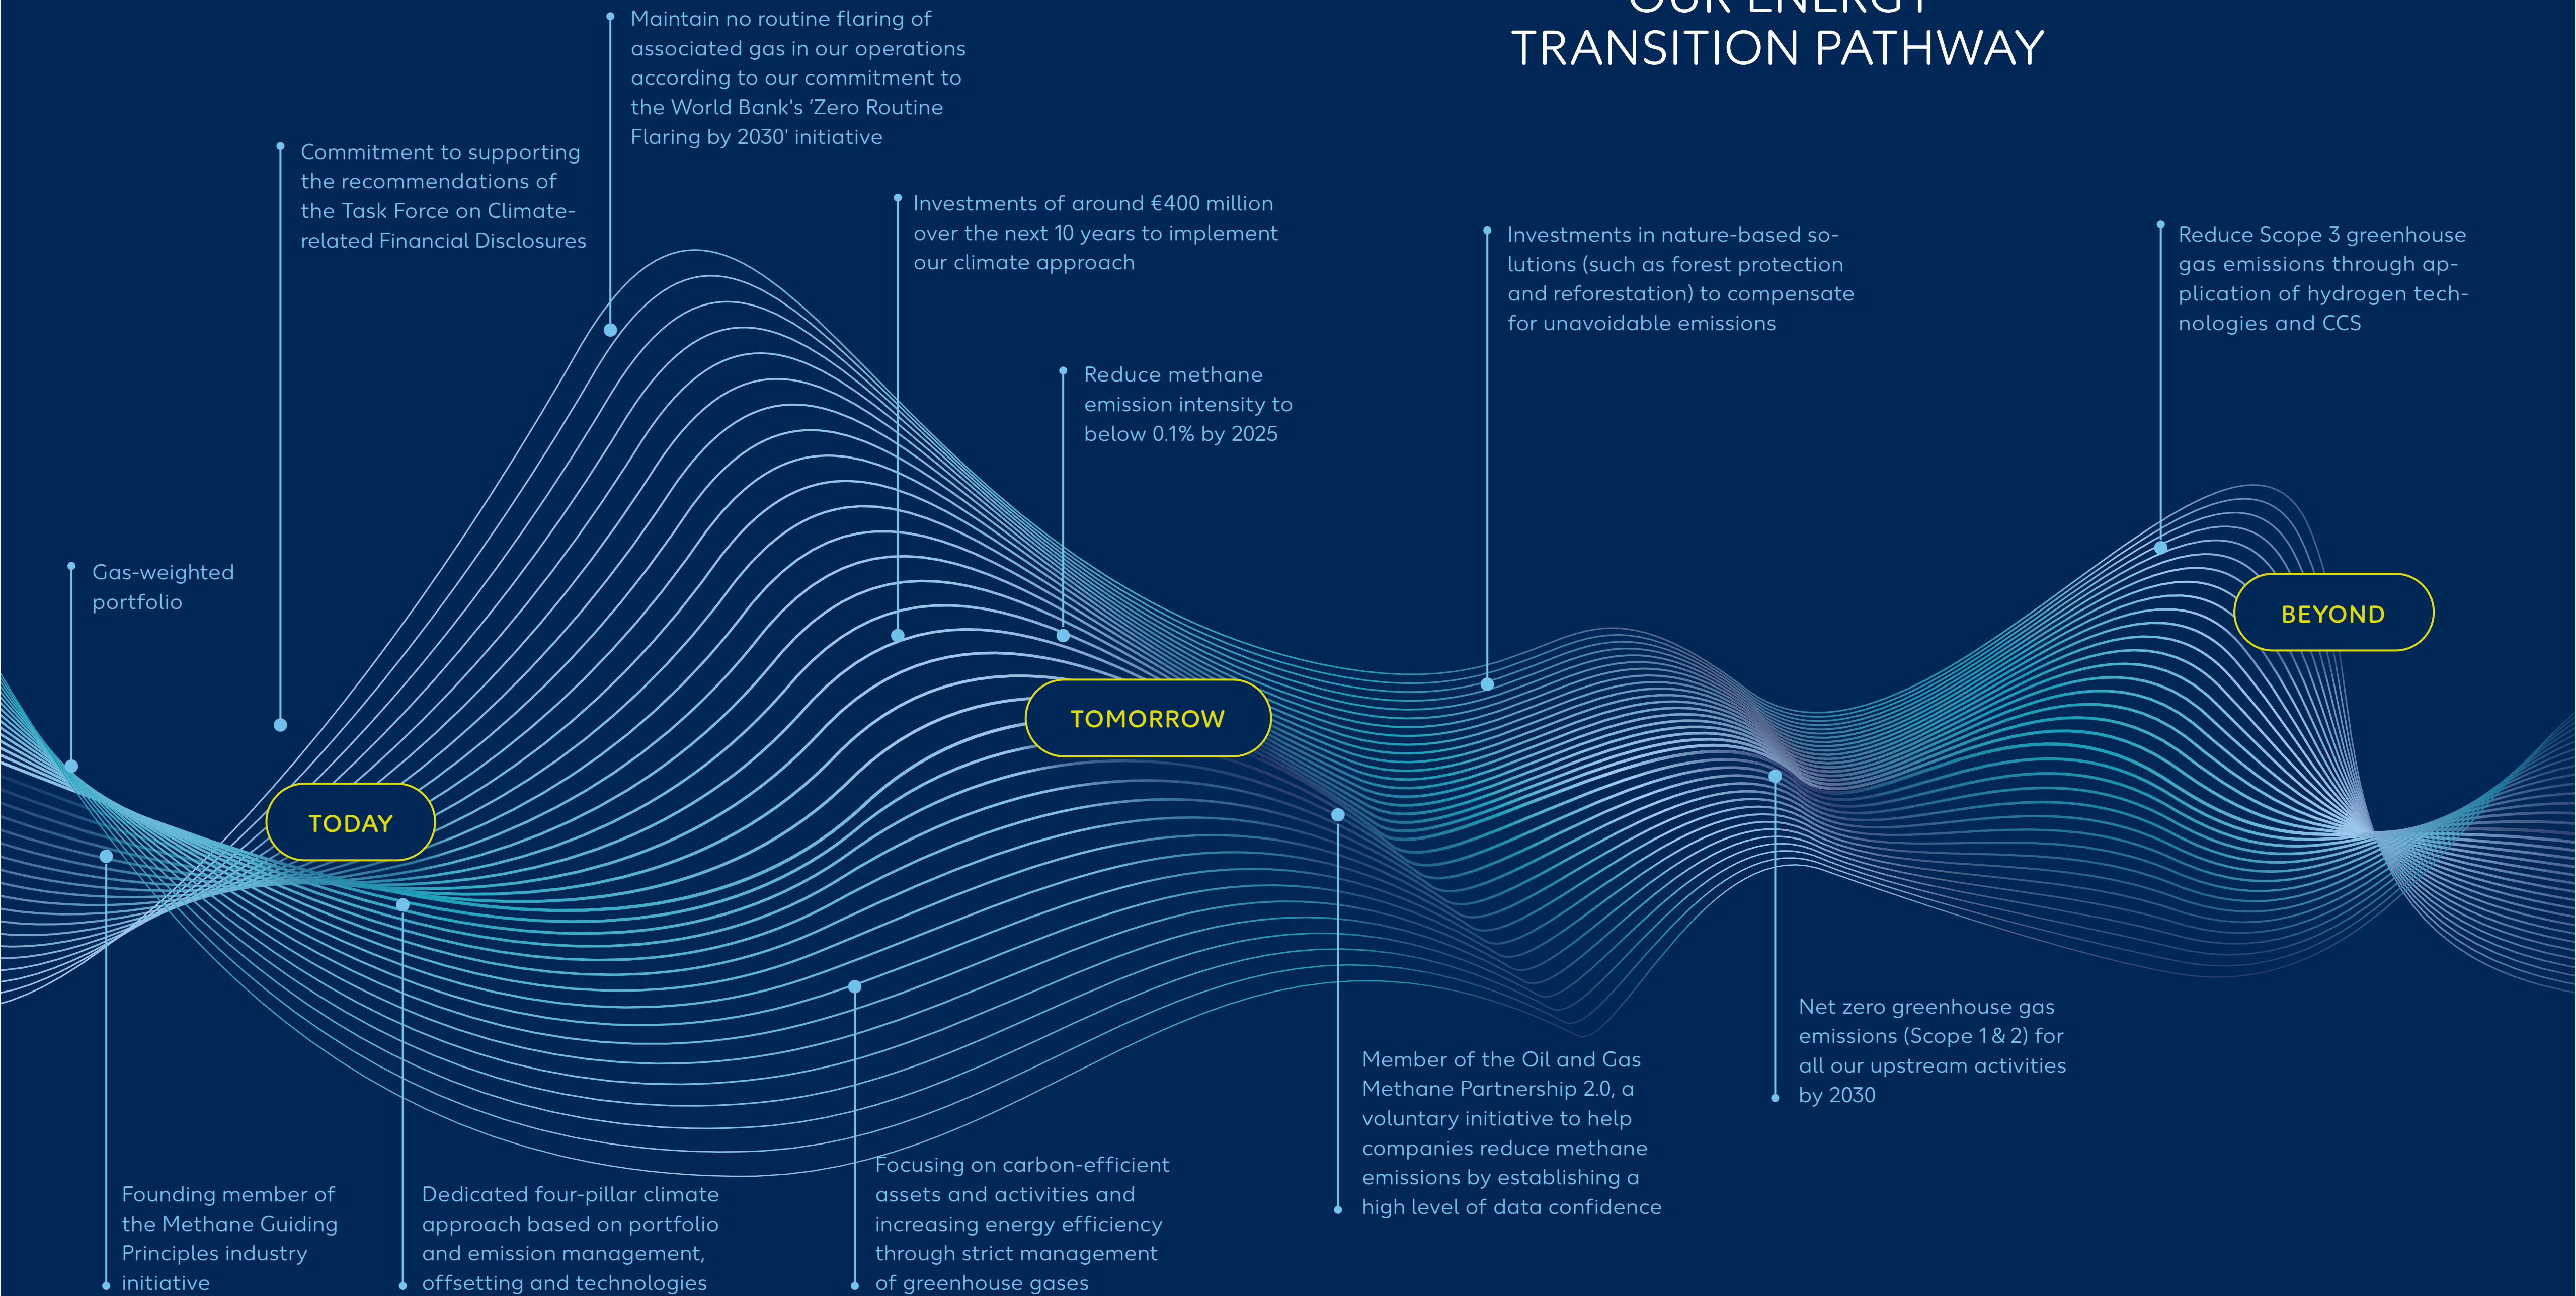 OUR ENERGY
TRANSITION PATHWAY
Maintain no routine flaring of
associated gas in our operations
according to our commitment to
the World Bank's ‘Zero Routine
Flaring by 2030' initiative
Commitment to supporting
the recommendations of
the Task Force on Climate-
related Financial Disclosures
Investments of around €400 million
over the next 10 years to implement
our climate approach
Investments in nature-based so-
lutions (such as forest protection
and reforestation) to compensate
for unavoidable emissions
Reduce Scope 3 greenhouse
gas emissions through ap-
plication of hydrogen tech-
nologies and CCS
Reduce methane
emission intensity to
below 0.1% by 2025
Gas-weighted
portfolio
BEYOND
TOMORROW
TODAY
Net zero greenhouse gas
emissions (Scope 1 & 2) for
all our upstream activities
by 2030
Member of the Oil and Gas
Methane Partnership 2.0, a
voluntary initiative to help
companies reduce methane
emissions by establishing a
high level of data confidence
Focusing on carbon-efficient
assets and activities and
increasing energy efficiency
through strict management
of greenhouse gases
Founding member of
the Methane Guiding
Principles industry
initiative
Dedicated four-pillar climate
approach based on portfolio
and emission management,
offsetting and technologies